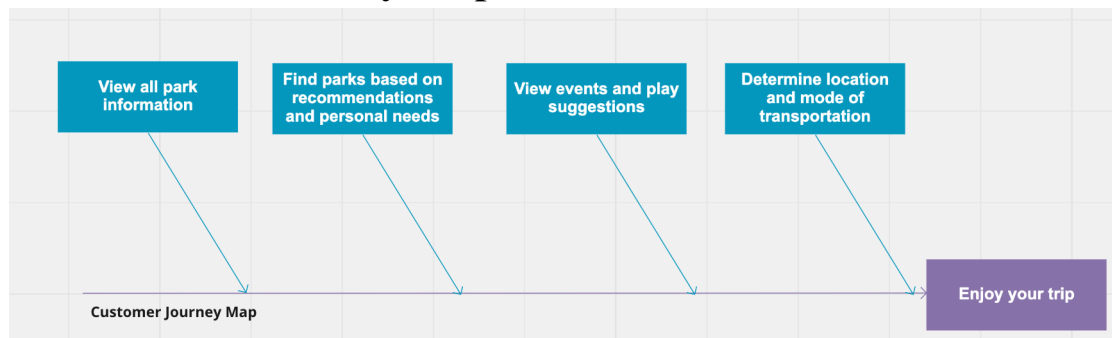 View all park
information
Find parks based on
recommendations
and personal needs
View events and play
suggestions
Determine location
and mode of
transportation
Enjoy your trip
Customer Journey Map